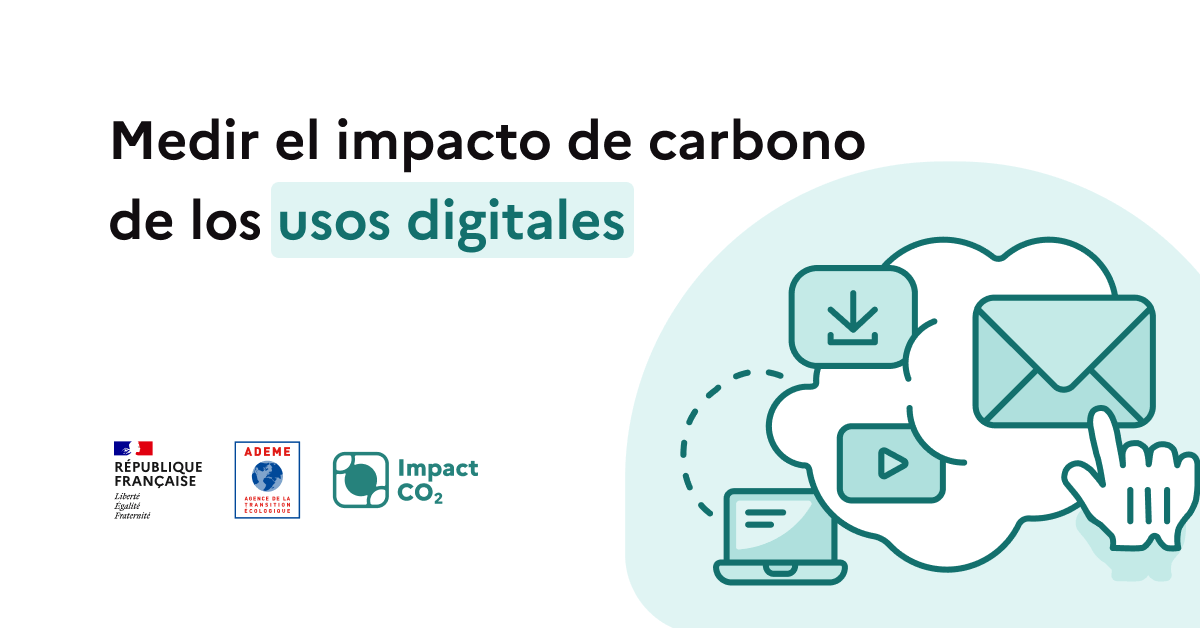 Medir el impacto de carbono
de los usos digitales
RÉPUBLIQUE
FRANÇAISE
Liberté
Égalité
Fraternité
ADEME
AGENCE DE LA
TRANSITION
ÉCOLOGIQUE
Impact
CO₂